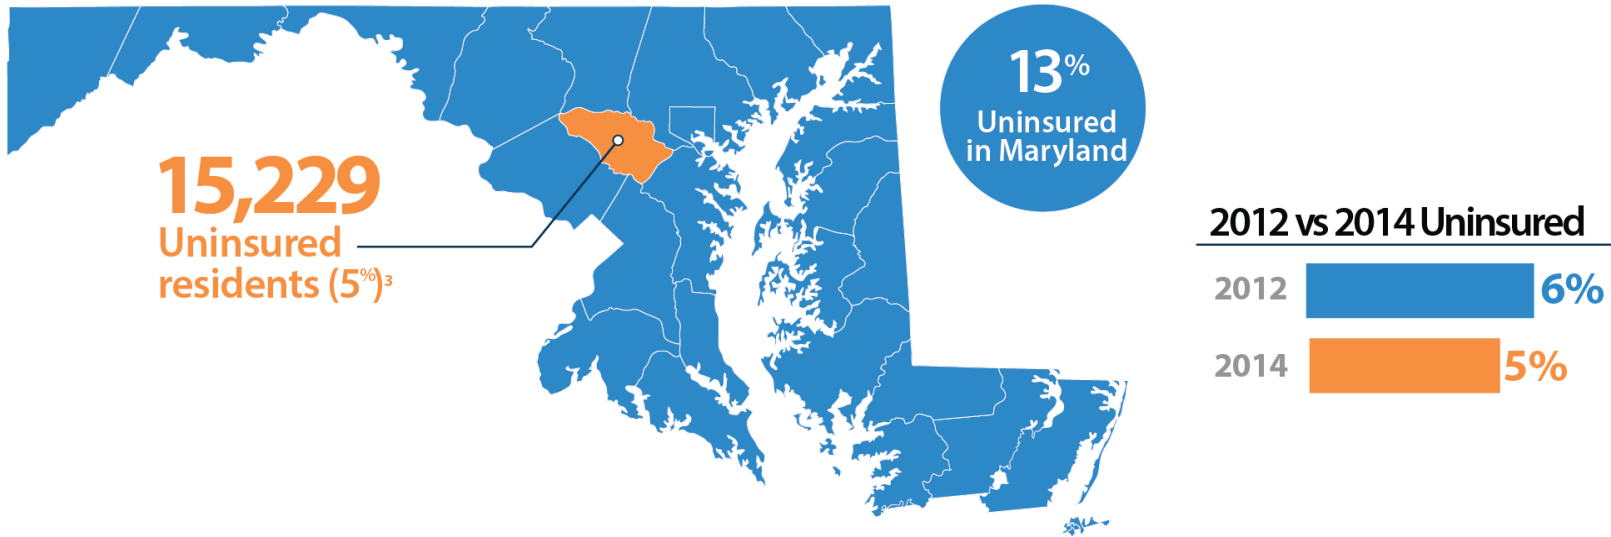 13%
Uninsured
in Maryland
15,229
Uninsured
residents (5%)³
2012 vs 2014 Uninsured
2012 6%
2014 5%